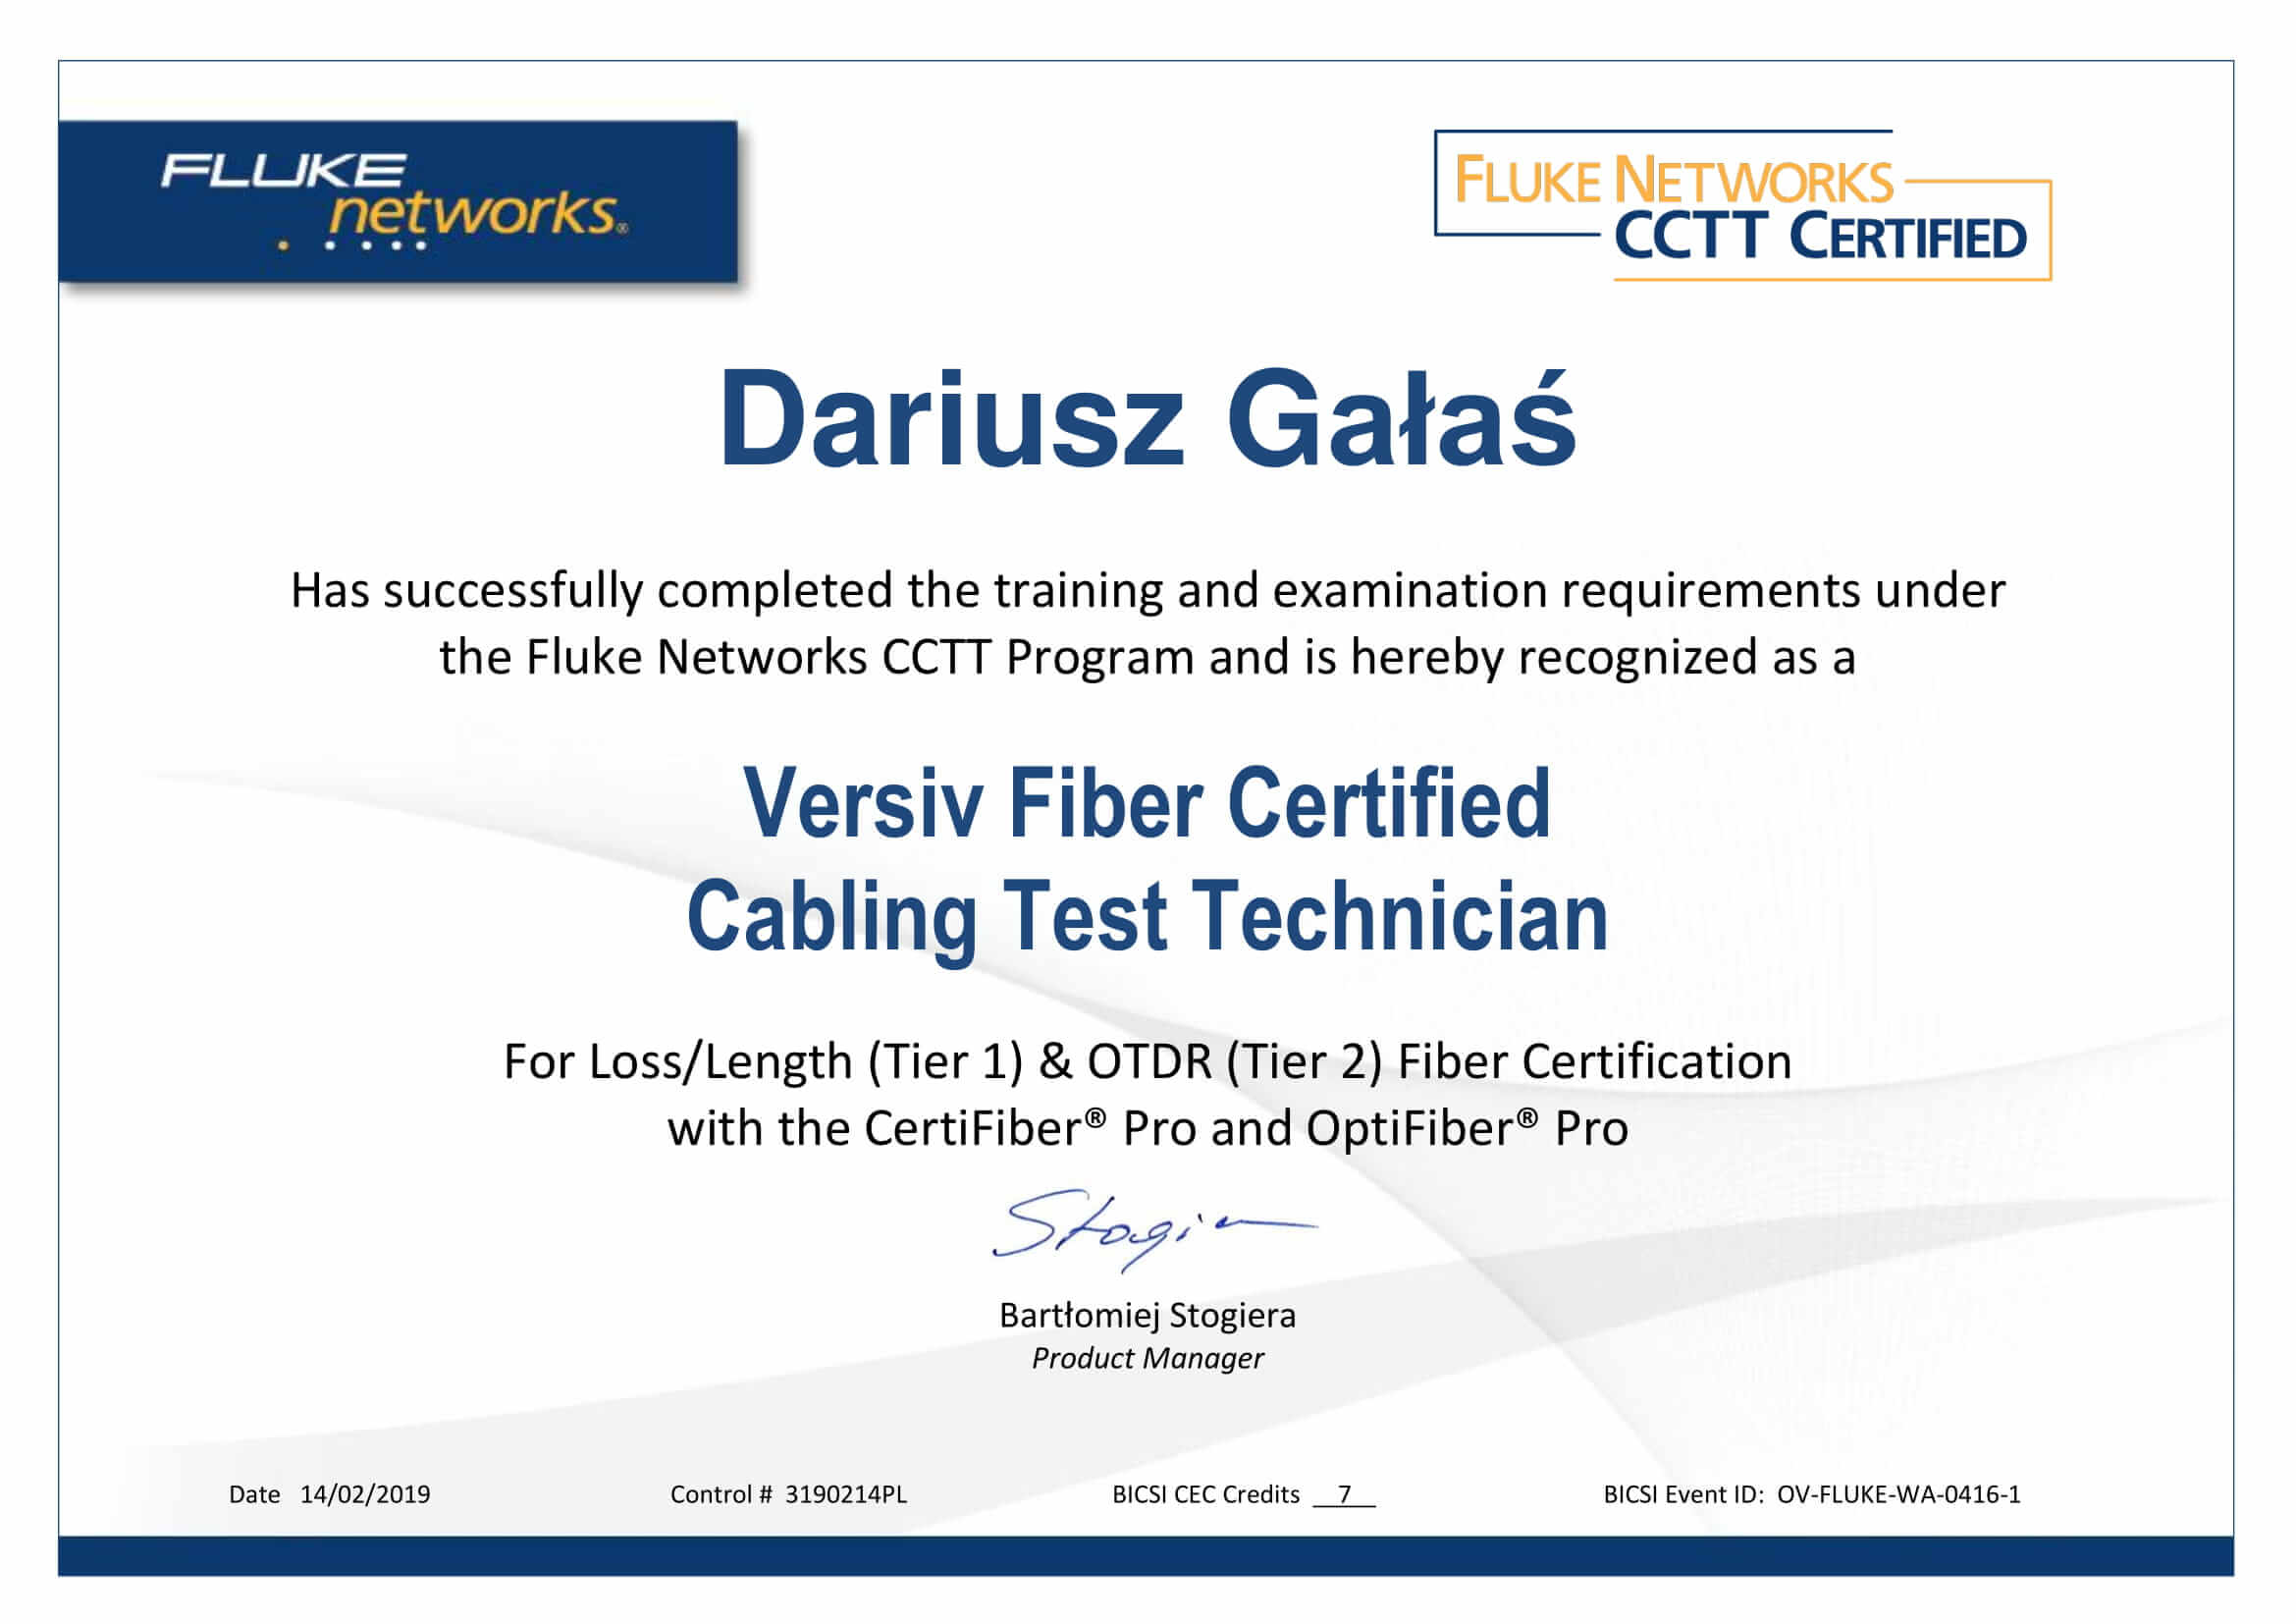 FLUKE
networks®
FLUKE NETWORKS
CCTT CERTIFIED
Dariusz Gałaś
Has successfully completed the training and examination requirements under
the Fluke Networks CCTT Program and is hereby recognized as a
Versiv Fiber Certified
Cabling Test Technician
For Loss/Length (Tier 1) & OTDR (Tier 2) Fiber Certification
with the CertiFiber® Pro and OptiFiber® Pro
Bartłomiej Stogiera
Product Manager
Date 14/02/2019 Control # 3190214PL BICSI CEC Credits 7 BICSI Event ID: OV-FLUKE-WA-0416-1